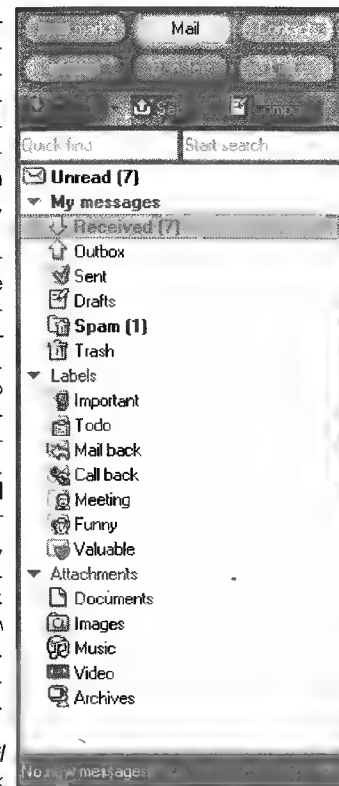 Mail
Quick find Start search
Unread (7)
My messages
Received (7)
Outbox
Sent
Drafts
Spam (1)
Trash
Labels
Important
Todo
Mail back
Call back
Meeting
Funny
Valuable
Attachments
Documents
Images
Music
Video
Archives
No new messages